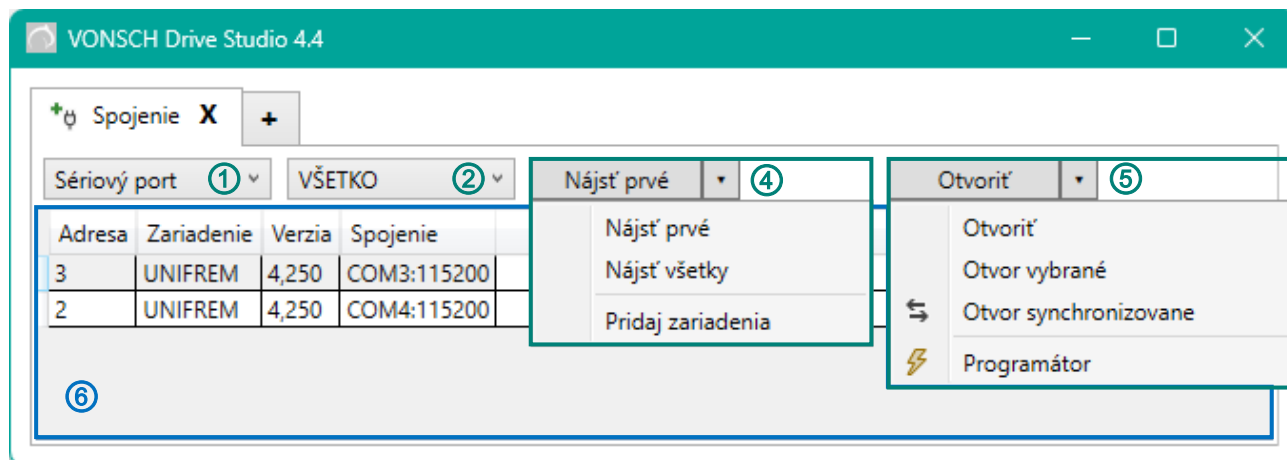 VONSCH Drive Studio 4.4
Spojenie X +
Sériový port ① VŠETKO ② Nájsť prvé ④ Otvoriť ⑤
Adresa Zariadenie Verzia Spojenie
3 UNIFREM 4,250 COM3:115200
2 UNIFREM 4,250 COM4:115200
Nájsť prvé
Nájsť všetky
Pridaj zariadenia
Otvoriť
Otvor vybrané
Otvor synchronizovane
Programátor
⑥